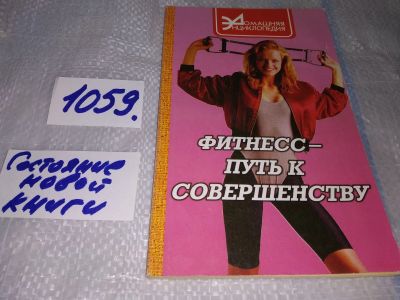 ДОМАШНЯЯ
ЭНЦИКЛОПЕДИЯ
1059.
Состояние
новой
книги
ФИТНЕСС —
ПУТЬ К
СОВЕРШЕНСТВУ